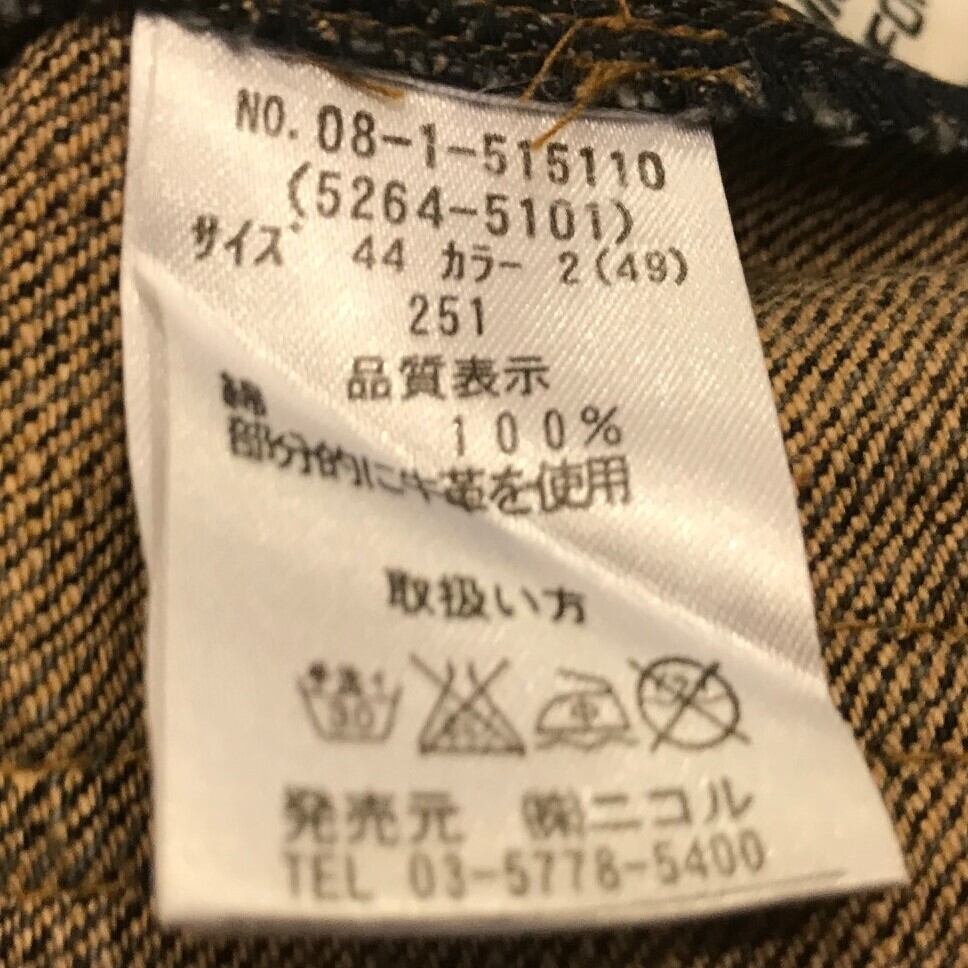 NO. 08-1-515110
(5264-5101)
サイズ 44 カラー 2(49)
251
品質表示
綿 100%
部分的に牛革を使用
取扱い方
発売元 ㈱ニコル
TEL 03-5778-5400